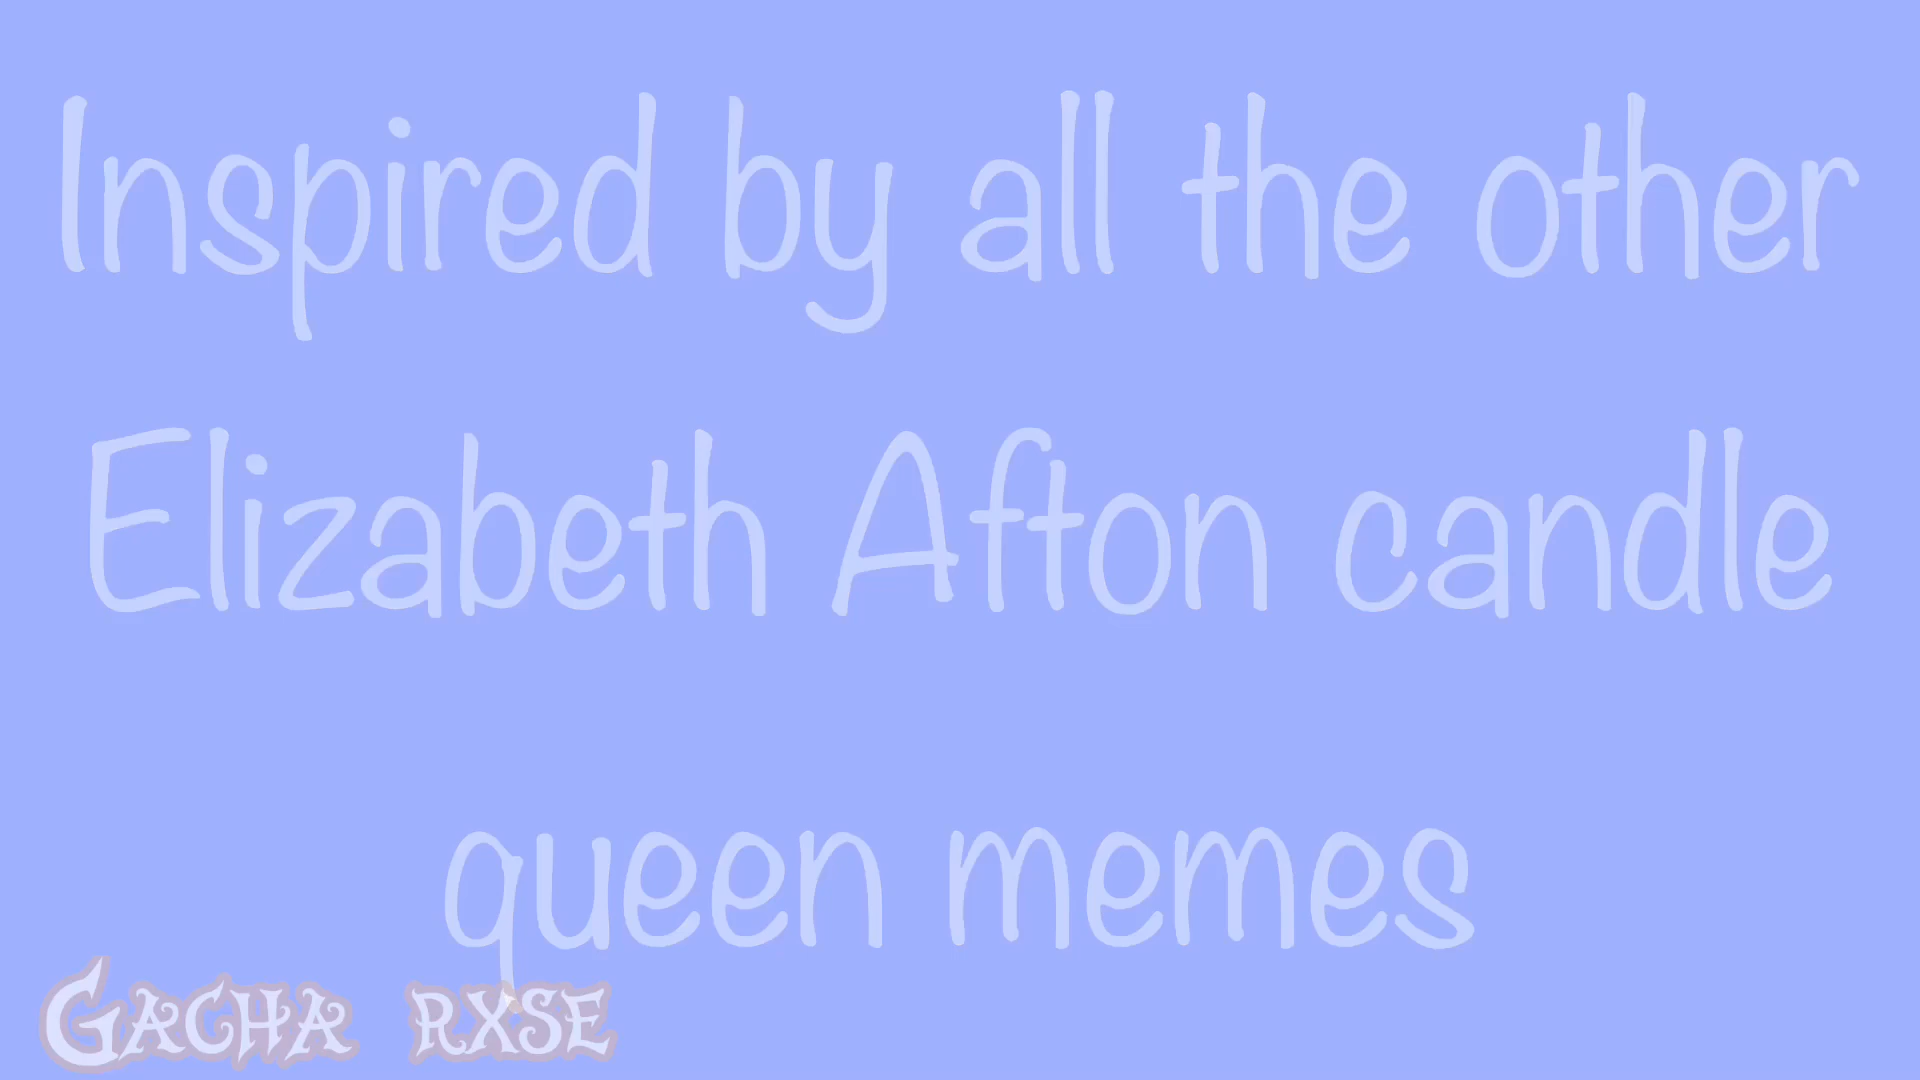 Inspired by all the other
Elizabeth Afton candle
queen memes
Gacha rxse